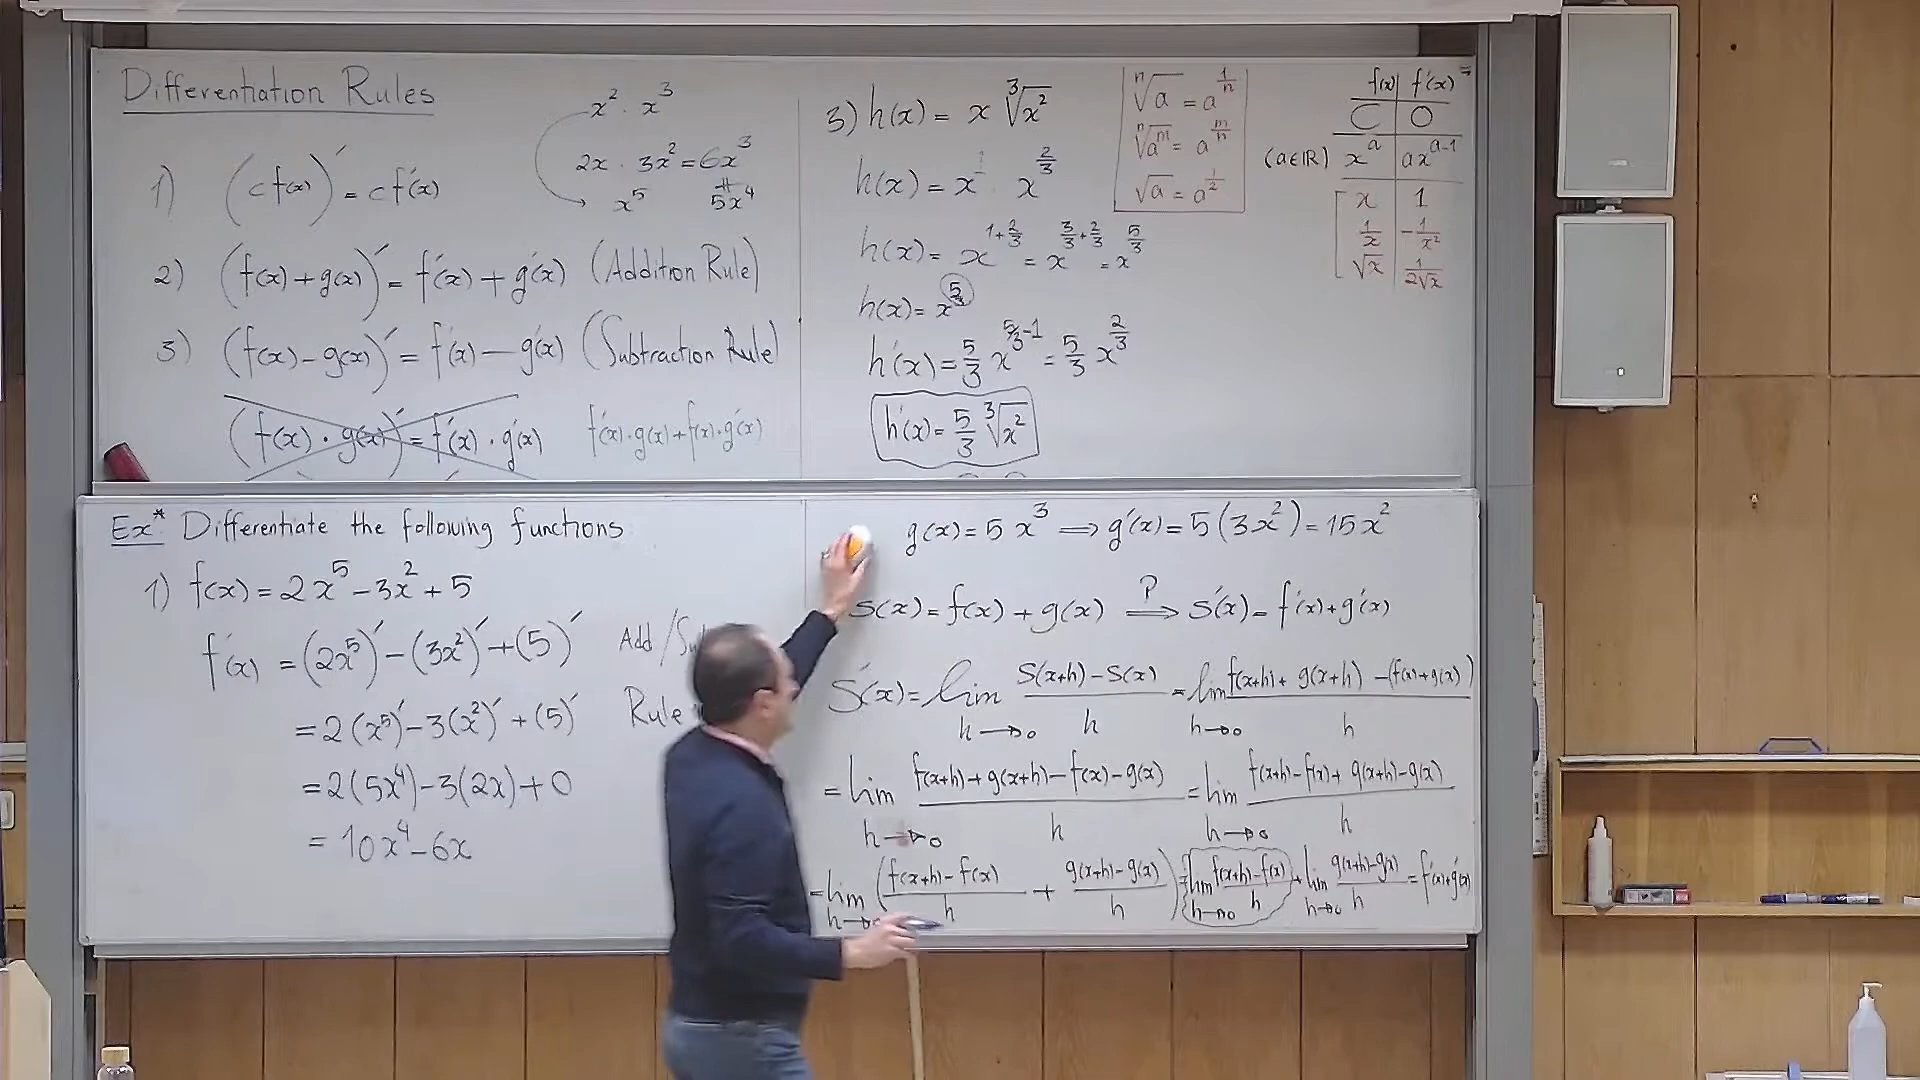 Differentiation Rules
x² · x³
1) (c f(x))′ = c f′(x)
2x · 3x² = 6x³
x⁵ ≠ 5x⁴
2) (f(x) + g(x))′ = f′(x) + g′(x) (Addition Rule)
3) (f(x) − g(x))′ = f′(x) − g′(x) (Subtraction Rule)
(f(x) · g(x))′ = f′(x) · g′(x) f′(x)·g(x)+f(x)·g′(x)
3) h(x) = x ∛x²
h(x) = x¹ · x^(2/3)
h(x) = x^(1+2/3) = x^(3/3+2/3) = x^(5/3)
h(x) = x^(5/3)
h′(x) = 5/3 x^(5/3−1) = 5/3 x^(2/3)
h′(x) = 5/3 ∛x²
ⁿ√a = a^(1/n)
ⁿ√a^m = a^(m/n)
√a = a^(1/2)
f(x) f′(x)
C 0
(a∈ℝ) x^a ax^(a−1)
x 1
1/x −1/x²
√x 1/(2√x)
Ex* Differentiate the following functions
1) f(x) = 2x⁵ − 3x² + 5
f′(x) = (2x⁵)′ − (3x²)′ + (5)′ Add/Su
= 2(x⁵)′ − 3(x²)′ + (5)′ Rule
= 2(5x⁴) − 3(2x) + 0
= 10x⁴ − 6x
g(x) = 5x³ ⟹ g′(x) = 5(3x²) = 15x²
S(x) = f(x) + g(x) ⟹? S′(x) = f′(x) + g′(x)
S′(x) = lim h→0 (S(x+h) − S(x))/h = lim h→0 (f(x+h) + g(x+h) − (f(x)+g(x)))/h
= lim h→0 (f(x+h) + g(x+h) − f(x) − g(x))/h = lim h→0 (f(x+h) − f(x) + g(x+h) − g(x))/h
= lim h→0 ((f(x+h) − f(x))/h + (g(x+h) − g(x))/h) = lim h→0 (f(x+h) − f(x))/h + lim h→0 (g(x+h) − g(x))/h = f′(x)+g′(x)